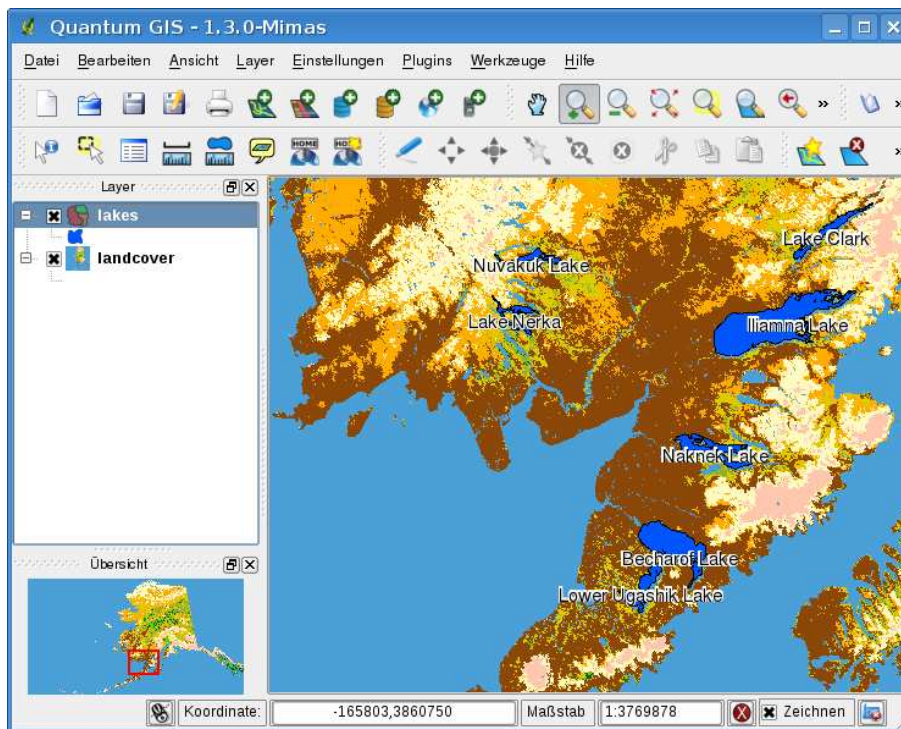 Quantum GIS - 1.3.0-Mimas
Datei Bearbeiten Ansicht Layer Einstellungen Plugins Werkzeuge Hilfe
»
»
HOME
HO
»
Layer
lakes
landcover
Lake Clark
Nuvakuk Lake
Lake Nerka
Iliamna Lake
Naknek Lake
Becharof Lake
Lower Ugashik Lake
Übersicht
Koordinate: -165803,3860750 Maßstab 1:3769878 Zeichnen